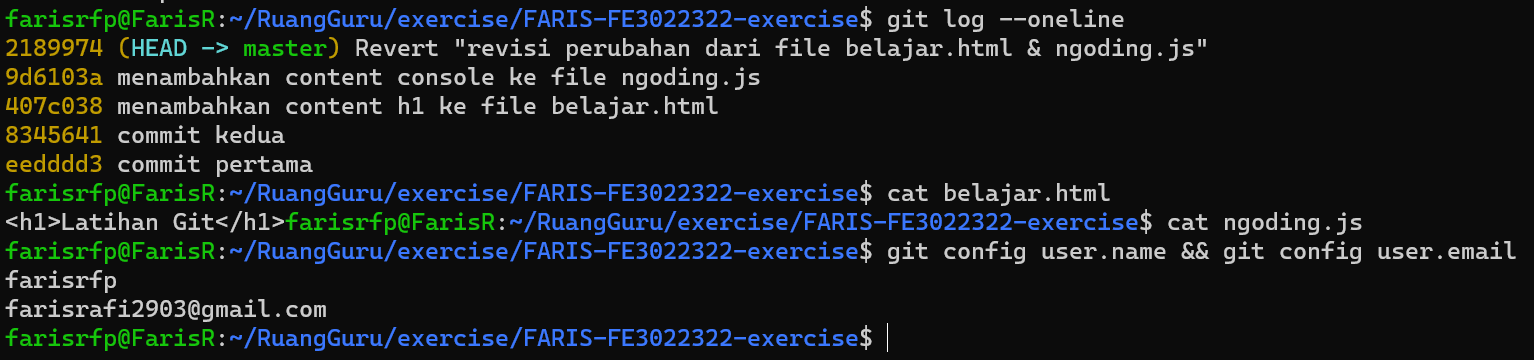 farisrfp@FarisR:~/RuangGuru/exercise/FARIS-FE3022322-exercise$ git log --oneline
2189974 (HEAD -> master) Revert "revisi perubahan dari file belajar.html & ngoding.js"
9d6103a menambahkan content console ke file ngoding.js
407c038 menambahkan content h1 ke file belajar.html
8345641 commit kedua
eedddd3 commit pertama
farisrfp@FarisR:~/RuangGuru/exercise/FARIS-FE3022322-exercise$ cat belajar.html
<h1>Latihan Git</h1>farisrfp@FarisR:~/RuangGuru/exercise/FARIS-FE3022322-exercise$ cat ngoding.js
farisrfp@FarisR:~/RuangGuru/exercise/FARIS-FE3022322-exercise$ git config user.name && git config user.email
farisrfp
farisrafi2903@gmail.com
farisrfp@FarisR:~/RuangGuru/exercise/FARIS-FE3022322-exercise$